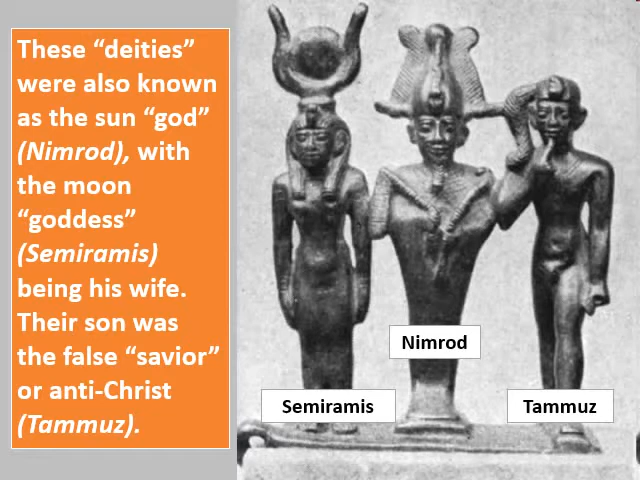 These “deities”
were also known
as the sun “god”
(Nimrod), with
the moon
“goddess”
(Semiramis)
being his wife.
Their son was
the false “savior”
or anti-Christ
(Tammuz).
Semiramis
Nimrod
Tammuz